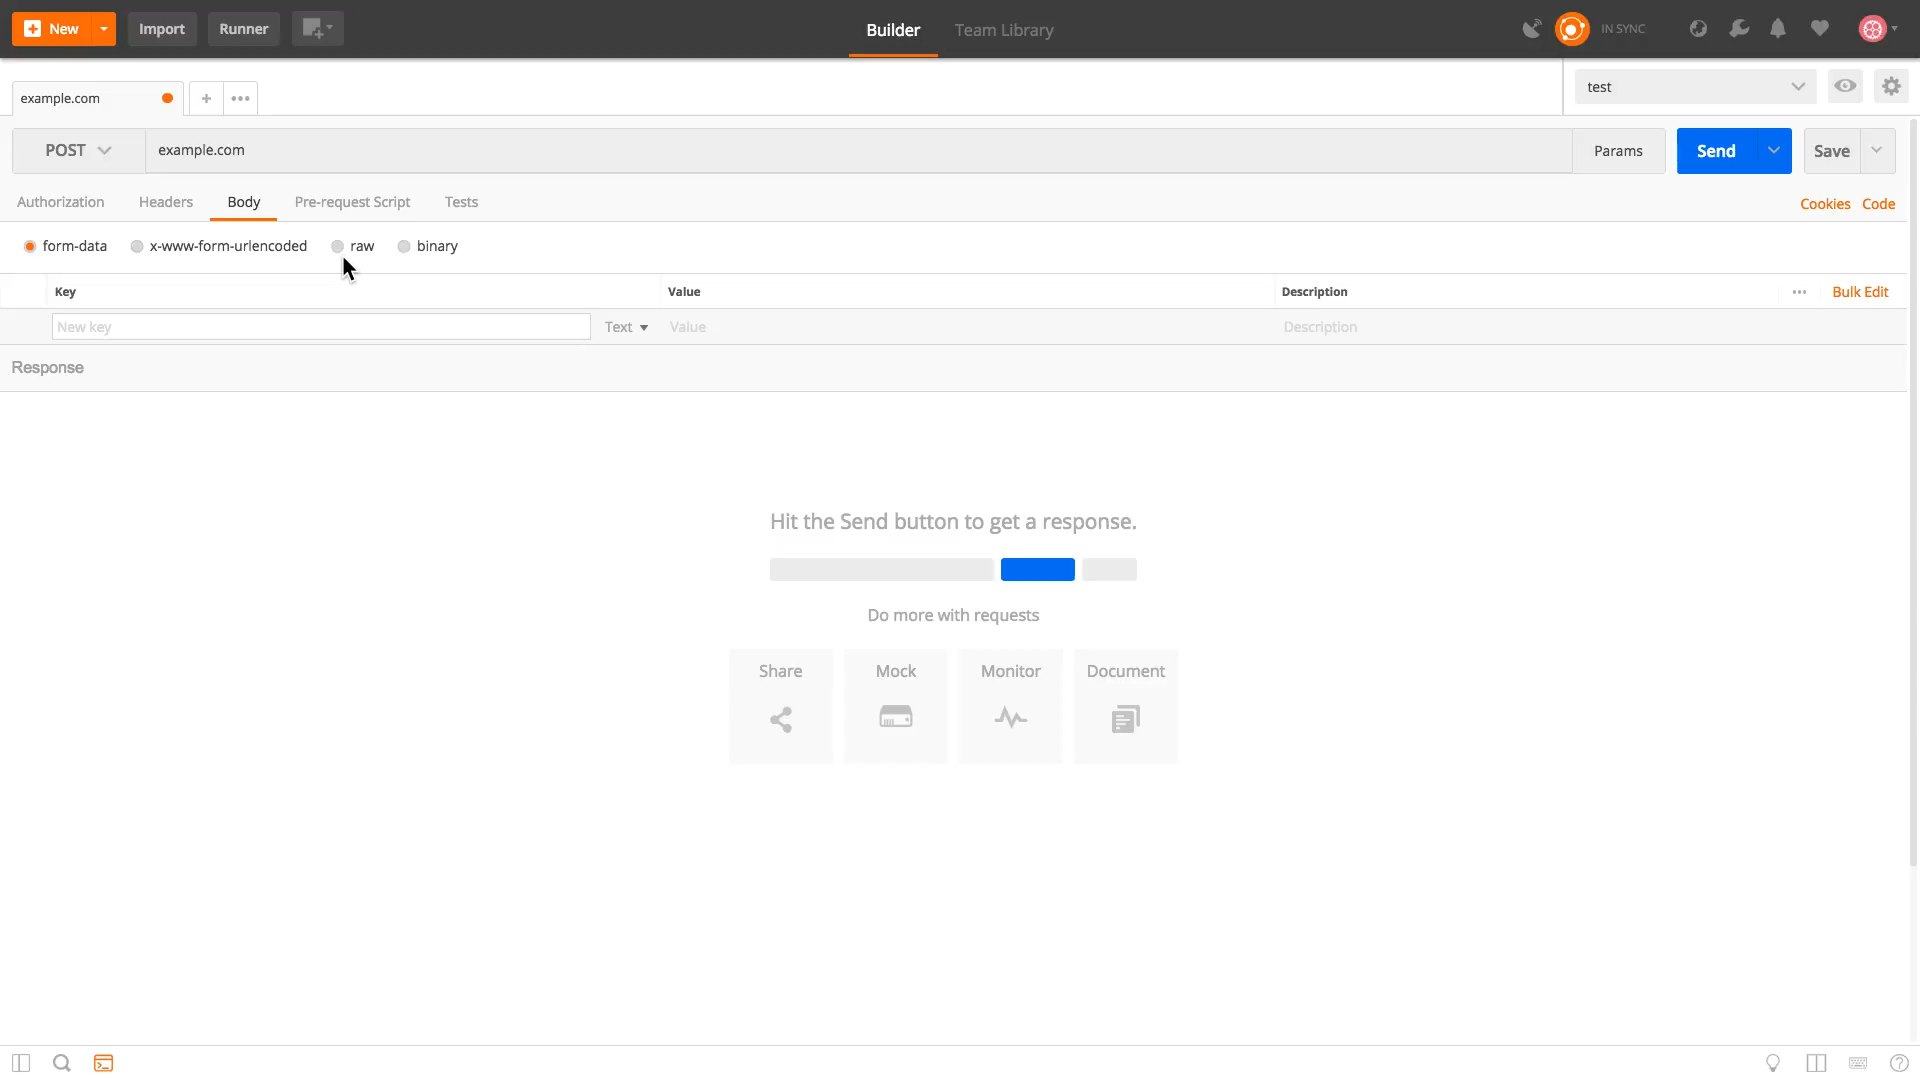 New
Import
Runner
Builder
Team Library
IN SYNC
example.com
test
POST
example.com
Params
Send
Save
Authorization
Headers
Body
Pre-request Script
Tests
Cookies
Code
form-data
x-www-form-urlencoded
raw
binary
Key
Value
Description
Bulk Edit
New key
Text
Value
Description
Response
Hit the Send button to get a response.
Do more with requests
Share
Mock
Monitor
Document